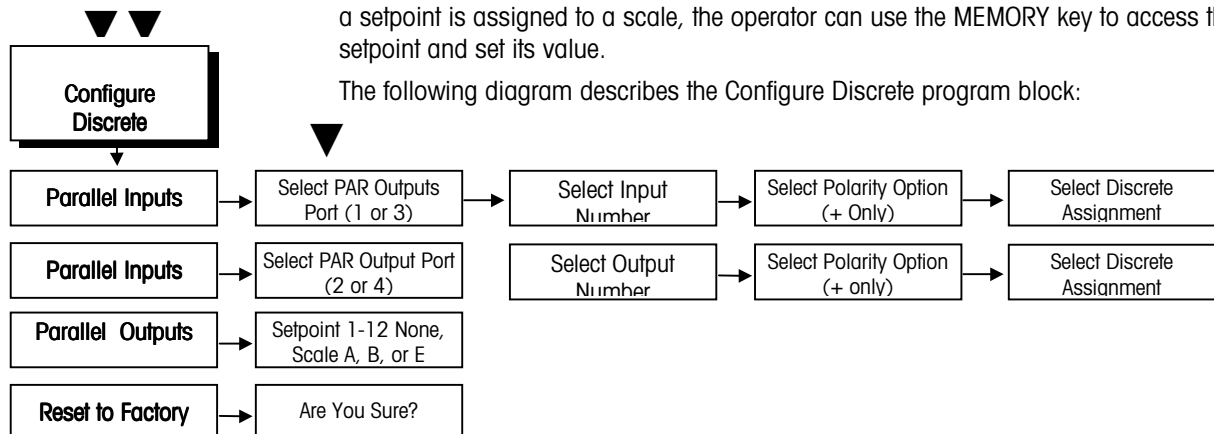 a setpoint is assigned to a scale, the operator can use the MEMORY key to access
setpoint and set its value.
The following diagram describes the Configure Discrete program block:
Configure
Discrete
Parallel Inputs
Select PAR Outputs
Port (1 or 3)
Select Input
Number
Select Polarity Option
(+ Only)
Select Discrete
Assignment
Parallel Inputs
Select PAR Output Port
(2 or 4)
Select Output
Number
Select Polarity Option
(+ only)
Select Discrete
Assignment
Parallel Outputs
Setpoint 1-12 None,
Scale A, B, or E
Reset to Factory
Are You Sure?